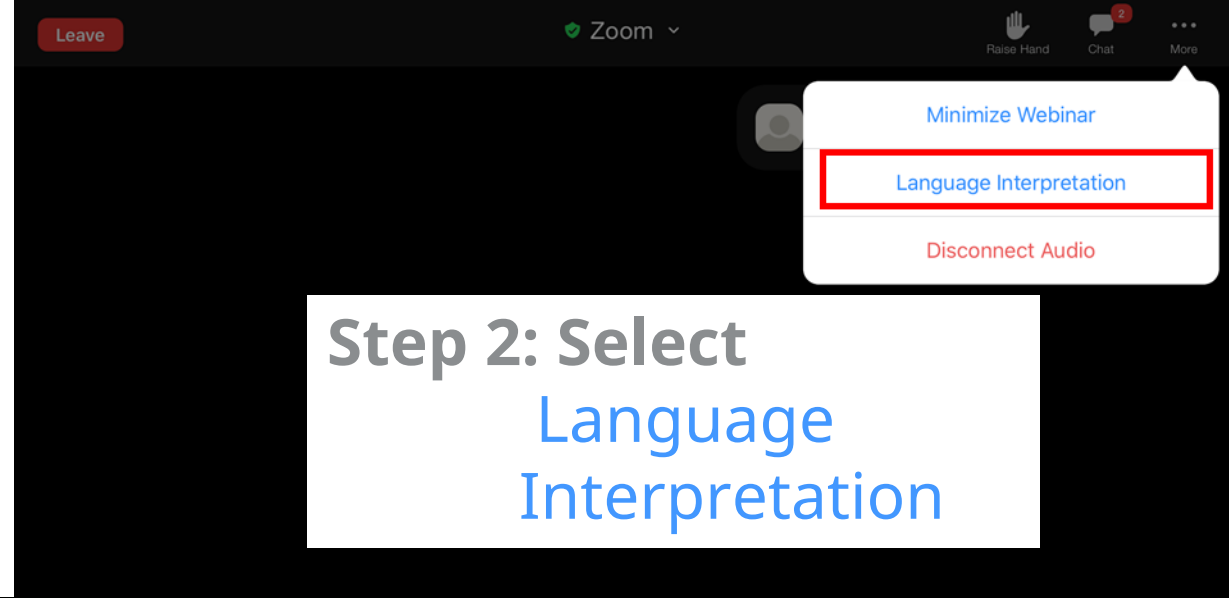 Leave
Zoom
2
Raise Hand
Chat
More
Minimize Webinar
Language Interpretation
Disconnect Audio
Step 2: Select
Language
Interpretation